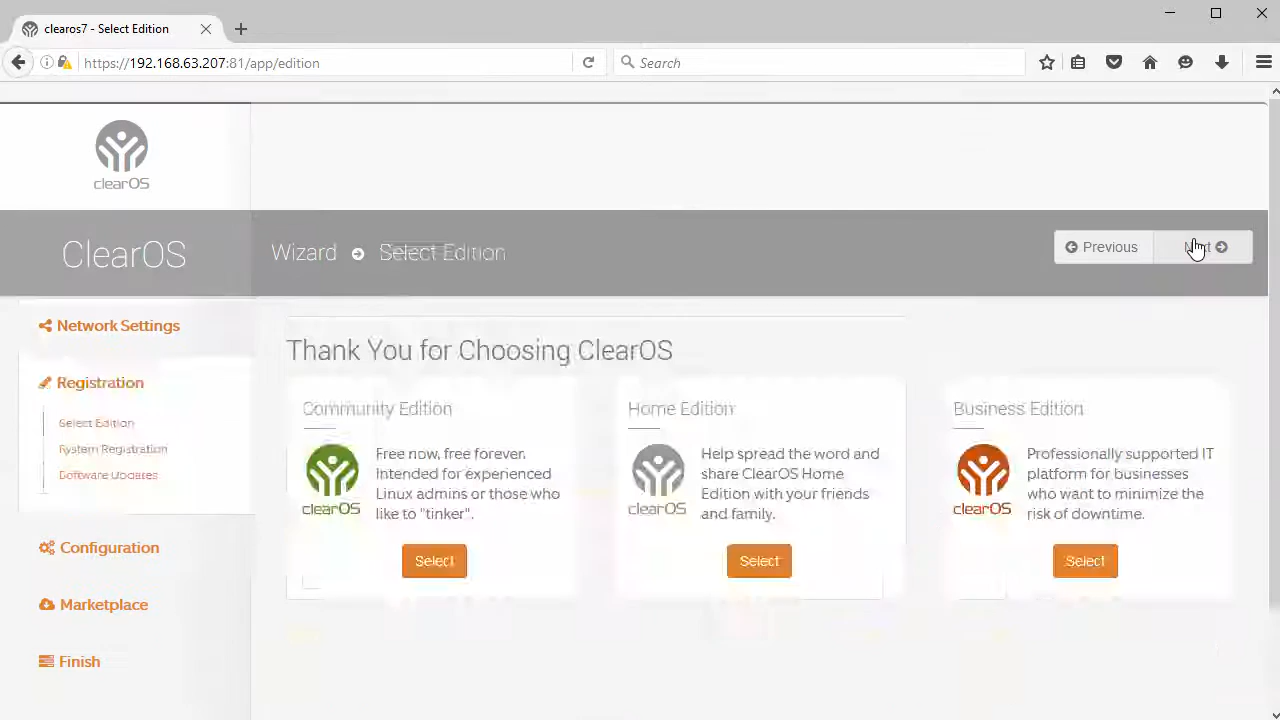 clearos7 - Select Edition
https://192.168.63.207:81/app/edition
Search
clearOS
ClearOS
Wizard
Select Edition
Previous
Network Settings
Registration
Select Edition
System Registration
Software Updates
Configuration
Marketplace
Finish
Thank You for Choosing ClearOS
Community Edition
clearOS
Free now, free forever.
Intended for experienced
Linux admins or those who
like to "tinker".
Select
Home Edition
clearOS
Help spread the word and
share ClearOS Home
Edition with your friends
and family.
Select
Business Edition
clearOS
Professionally supported IT
platform for businesses
who want to minimize the
risk of downtime.
Select